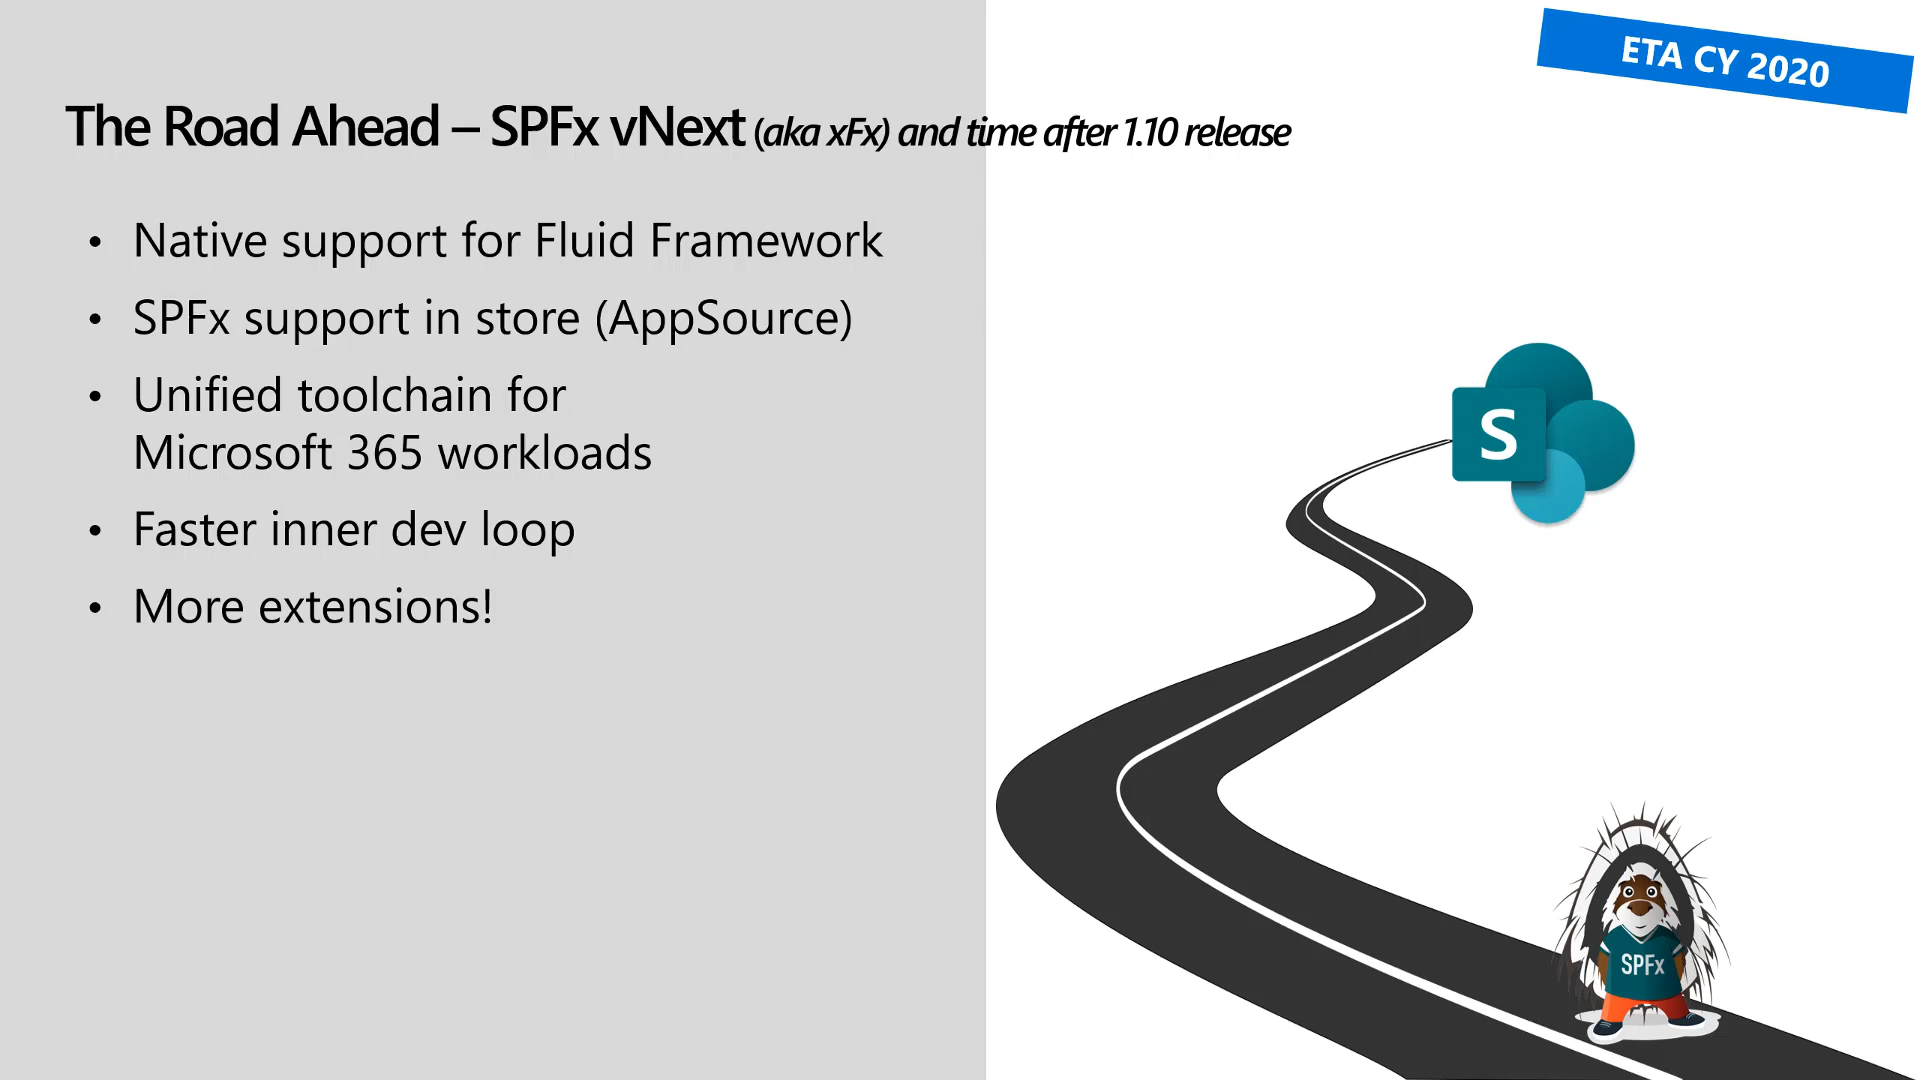 ETA CY 2020
The Road Ahead – SPFx vNext (aka xFx) and time after 1.10 release
• Native support for Fluid Framework
• SPFx support in store (AppSource)
• Unified toolchain for
Microsoft 365 workloads
• Faster inner dev loop
• More extensions!
S
SPFx